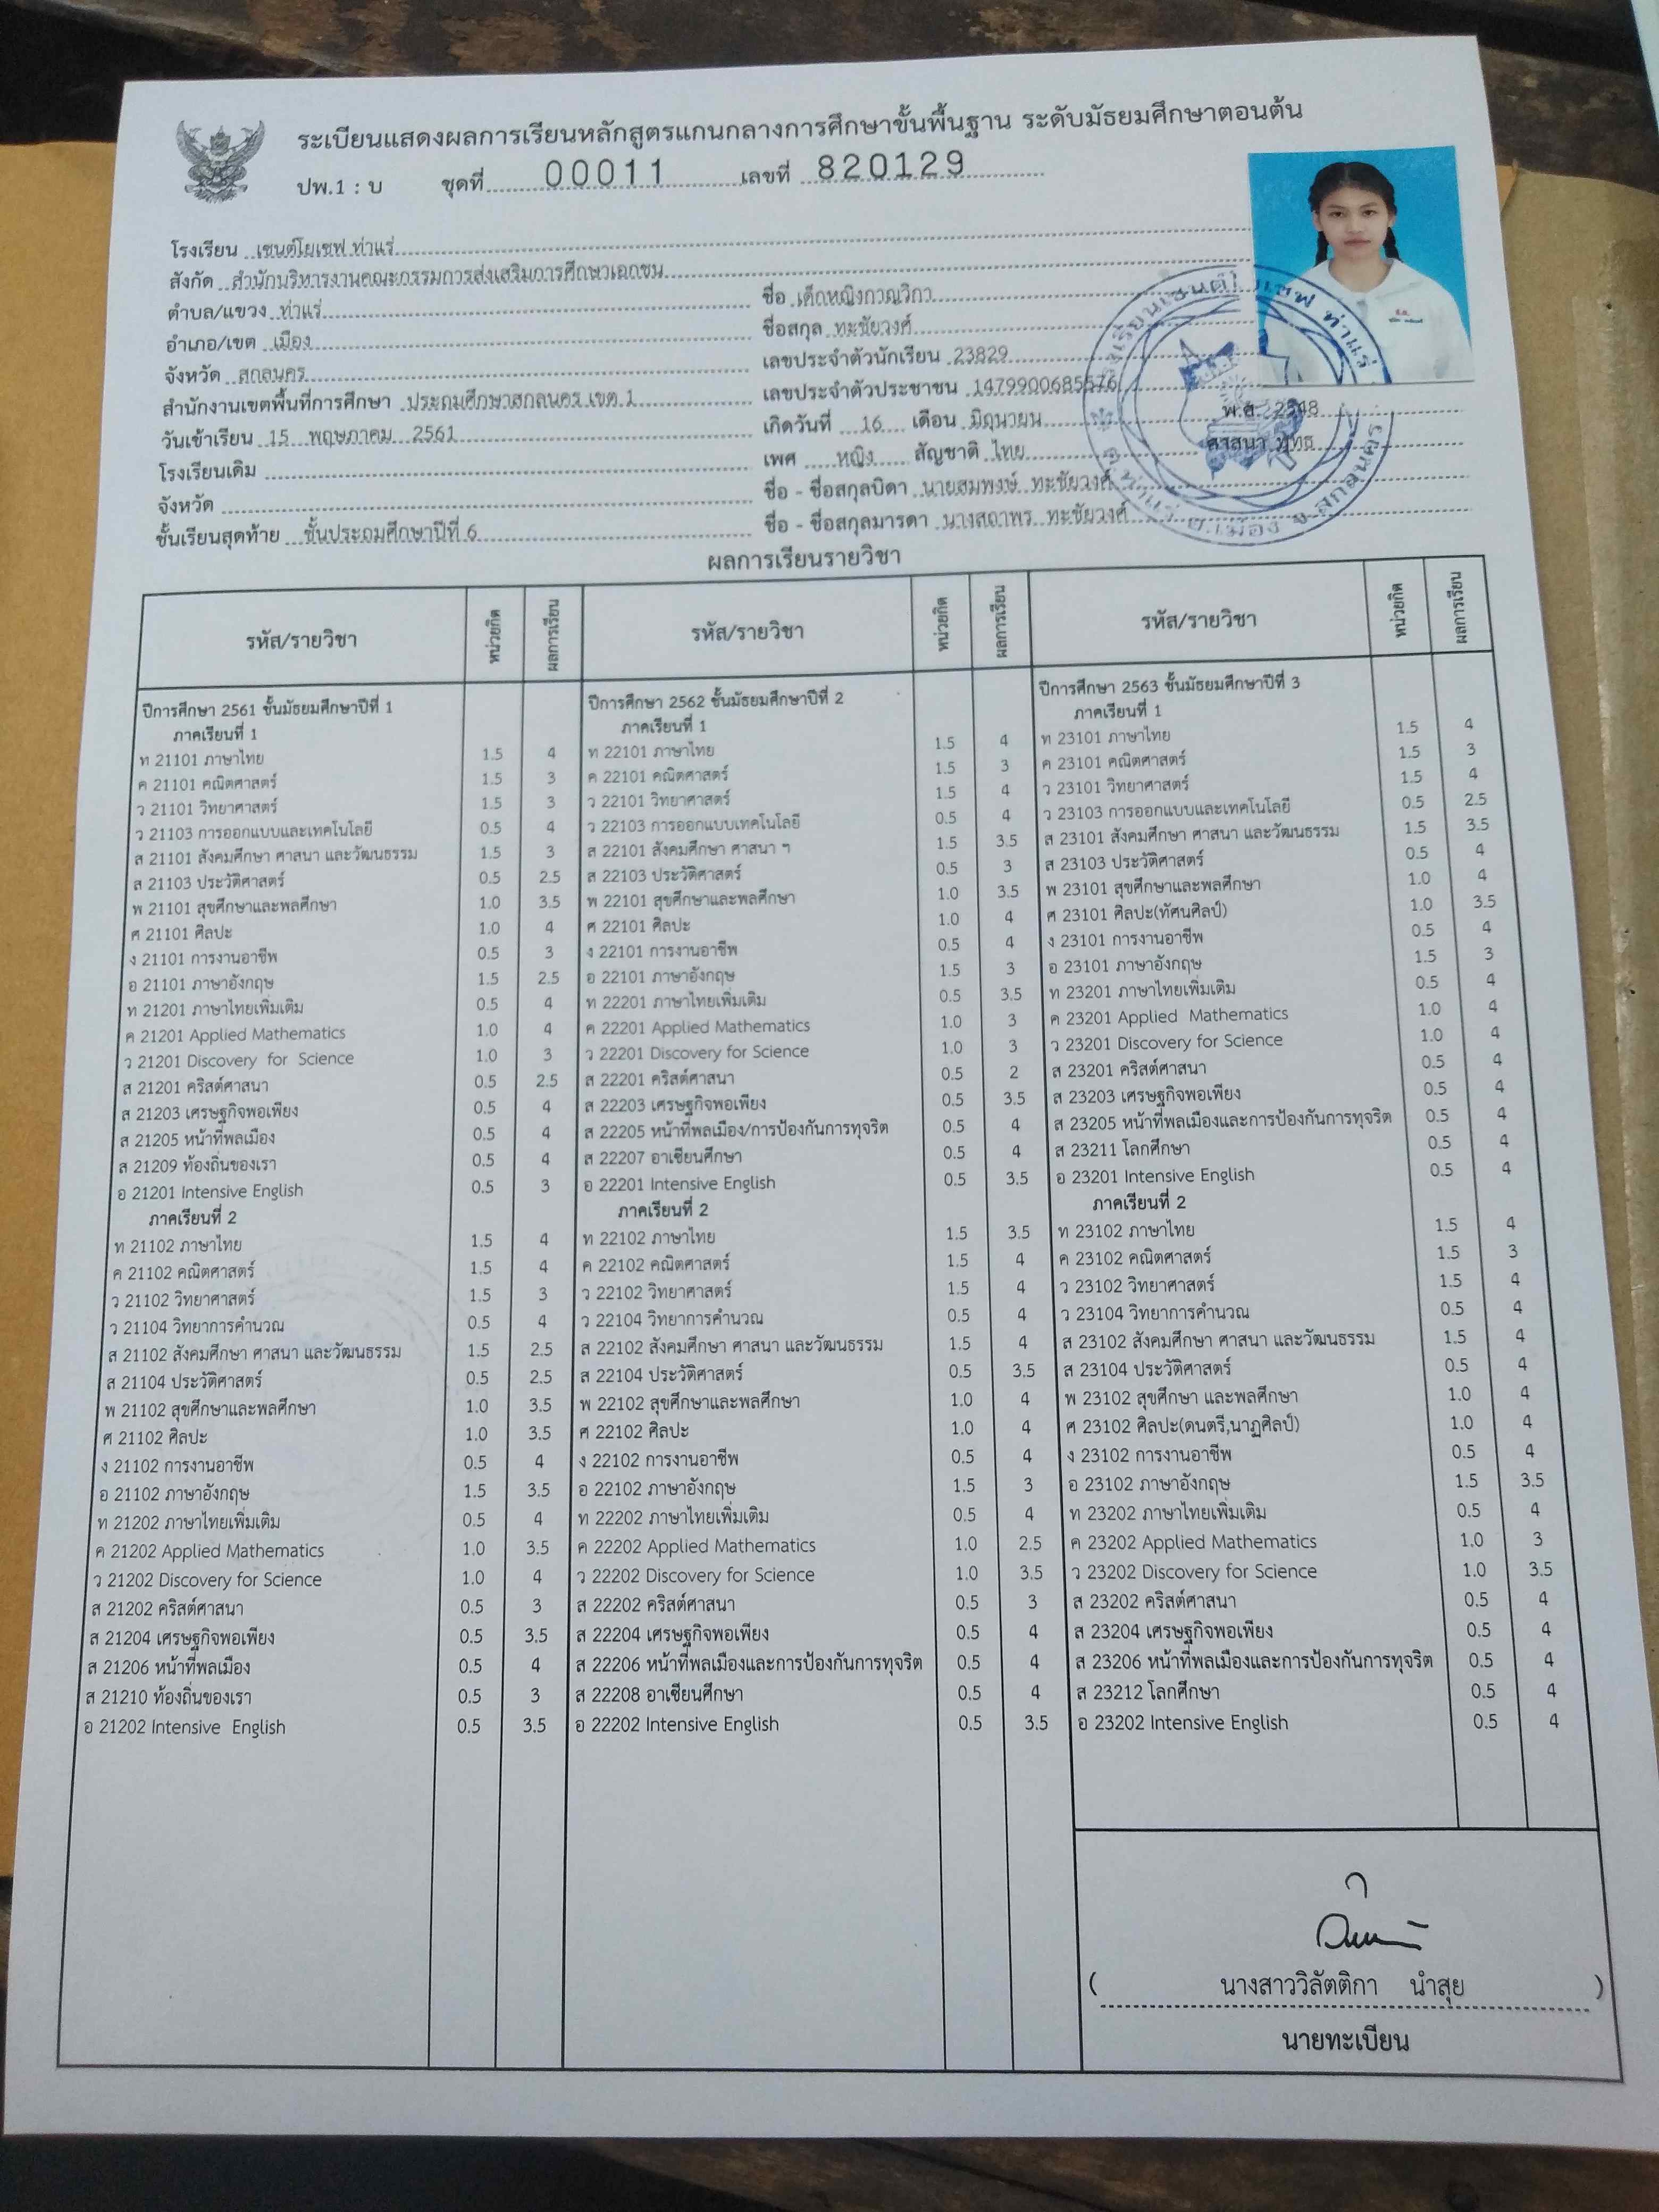 ระเบียนแสดงผลการเรียนหลักสูตรแกนกลางการศึกษาขั้นพื้นฐาน ระดับมัธยมศึกษาตอนต้น
ปพ.1 : บ ชุดที่ 00011 เลขที่ 820129
โรงเรียน เซนต์โยเซฟ ท่าแร่
สังกัด สำนักบริหารงานคณะกรรมการส่งเสริมการศึกษาเอกชน
ตำบล/แขวง ท่าแร่
อำเภอ/เขต เมือง
จังหวัด สกลนคร
สำนักงานเขตพื้นที่การศึกษา ประถมศึกษาสกลนคร เขต 1
วันเข้าเรียน 15 พฤษภาคม 2561
โรงเรียนเดิม
จังหวัด
ชั้นเรียนสุดท้าย ชั้นประถมศึกษาปีที่ 6
ชื่อ เด็กหญิงกวณวิกา
ชื่อสกุล ทะชัยวงศ์
เลขประจำตัวนักเรียน 23829
เลขประจำตัวประชาชน 1479900685576
เกิดวันที่ 16 เดือน มิถุนายน พ.ศ. 2548
เพศ หญิง สัญชาติ ไทย ศาสนา พุทธ
ชื่อ - ชื่อสกุลบิดา นายสมพงษ์ ทะชัยวงศ์
ชื่อ - ชื่อสกุลมารดา นางสถาพร ทะชัยวงศ์
โรงเรียนเซนต์โยเซฟ ท่าแร่
ต.ท่าแร่ อ.เมือง จ.สกลนคร
ผลการเรียนรายวิชา
รหัส/รายวิชา หน่วยกิต ผลการเรียน
ปีการศึกษา 2561 ชั้นมัธยมศึกษาปีที่ 1
ภาคเรียนที่ 1
ท 21101 ภาษาไทย 1.5 4
ค 21101 คณิตศาสตร์ 1.5 3
ว 21101 วิทยาศาสตร์ 1.5 3
ว 21103 การออกแบบและเทคโนโลยี 0.5 4
ส 21101 สังคมศึกษา ศาสนา และวัฒนธรรม 1.5 3
ส 21103 ประวัติศาสตร์ 0.5 2.5
พ 21101 สุขศึกษาและพลศึกษา 1.0 3.5
ศ 21101 ศิลปะ 1.0 4
ง 21101 การงานอาชีพ 0.5 3
อ 21101 ภาษาอังกฤษ 1.5 2.5
ท 21201 ภาษาไทยเพิ่มเติม 0.5 4
ค 21201 Applied Mathematics 1.0 4
ว 21201 Discovery for Science 1.0 3
ส 21201 คริสต์ศาสนา 0.5 2.5
ส 21203 เศรษฐกิจพอเพียง 0.5 4
ส 21205 หน้าที่พลเมือง 0.5 4
ส 21209 ท้องถิ่นของเรา 0.5 4
อ 21201 Intensive English 0.5 3
ภาคเรียนที่ 2
ท 21102 ภาษาไทย 1.5 4
ค 21102 คณิตศาสตร์ 1.5 4
ว 21102 วิทยาศาสตร์ 1.5 3
ว 21104 วิทยาการคำนวณ 0.5 4
ส 21102 สังคมศึกษา ศาสนา และวัฒนธรรม 1.5 2.5
ส 21104 ประวัติศาสตร์ 0.5 2.5
พ 21102 สุขศึกษาและพลศึกษา 1.0 3.5
ศ 21102 ศิลปะ 1.0 3.5
ง 21102 การงานอาชีพ 0.5 4
อ 21102 ภาษาอังกฤษ 1.5 3.5
ท 21202 ภาษาไทยเพิ่มเติม 0.5 4
ค 21202 Applied Mathematics 1.0 3.5
ว 21202 Discovery for Science 1.0 4
ส 21202 คริสต์ศาสนา 0.5 3
ส 21204 เศรษฐกิจพอเพียง 0.5 3.5
ส 21206 หน้าที่พลเมือง 0.5 4
ส 21210 ท้องถิ่นของเรา 0.5 3
อ 21202 Intensive English 0.5 3.5
รหัส/รายวิชา หน่วยกิต ผลการเรียน
ปีการศึกษา 2562 ชั้นมัธยมศึกษาปีที่ 2
ภาคเรียนที่ 1
ท 22101 ภาษาไทย 1.5 4
ค 22101 คณิตศาสตร์ 1.5 3
ว 22101 วิทยาศาสตร์ 1.5 4
ว 22103 การออกแบบเทคโนโลยี 0.5 4
ส 22101 สังคมศึกษา ศาสนา ฯ 1.5 3.5
ส 22103 ประวัติศาสตร์ 0.5 3
พ 22101 สุขศึกษาและพลศึกษา 1.0 3.5
ศ 22101 ศิลปะ 1.0 4
ง 22101 การงานอาชีพ 0.5 4
อ 22101 ภาษาอังกฤษ 1.5 3
ท 22201 ภาษาไทยเพิ่มเติม 0.5 3.5
ค 22201 Applied Mathematics 1.0 3
ว 22201 Discovery for Science 1.0 3
ส 22201 คริสต์ศาสนา 0.5 2
ส 22203 เศรษฐกิจพอเพียง 0.5 3.5
ส 22205 หน้าที่พลเมือง/การป้องกันการทุจริต 0.5 4
ส 22207 อาเซียนศึกษา 0.5 4
อ 22201 Intensive English 0.5 3.5
ภาคเรียนที่ 2
ท 22102 ภาษาไทย 1.5 3.5
ค 22102 คณิตศาสตร์ 1.5 4
ว 22102 วิทยาศาสตร์ 1.5 4
ว 22104 วิทยาการคำนวณ 0.5 4
ส 22102 สังคมศึกษา ศาสนา และวัฒนธรรม 1.5 4
ส 22104 ประวัติศาสตร์ 0.5 3.5
พ 22102 สุขศึกษาและพลศึกษา 1.0 4
ศ 22102 ศิลปะ 1.0 4
ง 22102 การงานอาชีพ 0.5 4
อ 22102 ภาษาอังกฤษ 1.5 3
ท 22202 ภาษาไทยเพิ่มเติม 0.5 4
ค 22202 Applied Mathematics 1.0 2.5
ว 22202 Discovery for Science 1.0 3.5
ส 22202 คริสต์ศาสนา 0.5 3
ส 22204 เศรษฐกิจพอเพียง 0.5 4
ส 22206 หน้าที่พลเมืองและการป้องกันการทุจริต 0.5 4
ส 22208 อาเซียนศึกษา 0.5 4
อ 22202 Intensive English 0.5 3.5
รหัส/รายวิชา หน่วยกิต ผลการเรียน
ปีการศึกษา 2563 ชั้นมัธยมศึกษาปีที่ 3
ภาคเรียนที่ 1
ท 23101 ภาษาไทย 1.5 4
ค 23101 คณิตศาสตร์ 1.5 3
ว 23101 วิทยาศาสตร์ 1.5 4
ว 23103 การออกแบบและเทคโนโลยี 0.5 2.5
ส 23101 สังคมศึกษา ศาสนา และวัฒนธรรม 1.5 3.5
ส 23103 ประวัติศาสตร์ 0.5 4
พ 23101 สุขศึกษาและพลศึกษา 1.0 4
ศ 23101 ศิลปะ(ทัศนศิลป์) 1.0 3.5
ง 23101 การงานอาชีพ 0.5 4
อ 23101 ภาษาอังกฤษ 1.5 3
ท 23201 ภาษาไทยเพิ่มเติม 0.5 4
ค 23201 Applied Mathematics 1.0 4
ว 23201 Discovery for Science 1.0 4
ส 23201 คริสต์ศาสนา 0.5 4
ส 23203 เศรษฐกิจพอเพียง 0.5 4
ส 23205 หน้าที่พลเมืองและการป้องกันการทุจริต 0.5 4
ส 23211 โลกศึกษา 0.5 4
อ 23201 Intensive English 0.5 4
ภาคเรียนที่ 2
ท 23102 ภาษาไทย 1.5 4
ค 23102 คณิตศาสตร์ 1.5 3
ว 23102 วิทยาศาสตร์ 1.5 4
ว 23104 วิทยาการคำนวณ 0.5 4
ส 23102 สังคมศึกษา ศาสนา และวัฒนธรรม 1.5 4
ส 23104 ประวัติศาสตร์ 0.5 4
พ 23102 สุขศึกษา และพลศึกษา 1.0 4
ศ 23102 ศิลปะ(ดนตรี,นาฏศิลป์) 1.0 4
ง 23102 การงานอาชีพ 0.5 4
อ 23102 ภาษาอังกฤษ 1.5 3.5
ท 23202 ภาษาไทยเพิ่มเติม 0.5 4
ค 23202 Applied Mathematics 1.0 3
ว 23202 Discovery for Science 1.0 3.5
ส 23202 คริสต์ศาสนา 0.5 4
ส 23204 เศรษฐกิจพอเพียง 0.5 4
ส 23206 หน้าที่พลเมืองและการป้องกันการทุจริต 0.5 4
ส 23212 โลกศึกษา 0.5 4
อ 23202 Intensive English 0.5 4
( นางสาววิลัตติกา นำสุย )
นายทะเบียน